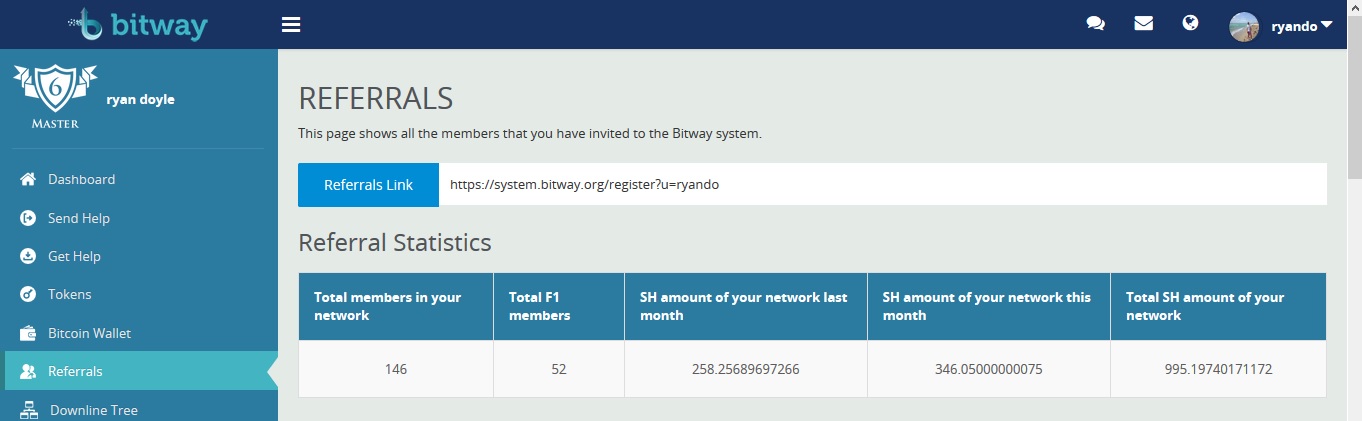 bitway
ryando
6
MASTER
ryan doyle
Dashboard
Send Help
Get Help
Tokens
Bitcoin Wallet
Referrals
Downline Tree
REFERRALS
This page shows all the members that you have invited to the Bitway system.
Referrals Link https://system.bitway.org/register?u=ryando
Referral Statistics
Total members in your
network
Total F1
members
SH amount of your network last
month
SH amount of your network this
month
Total SH amount of your
network
146 52 258.25689697266 346.05000000075 995.19740171172